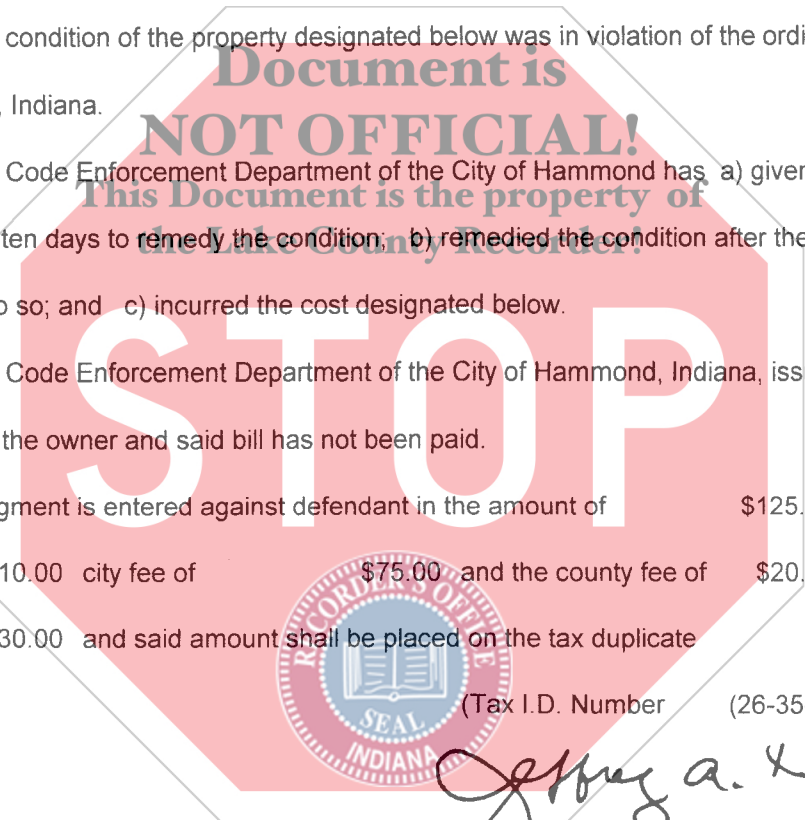 condition of the property designated below was in violation of the ordi
Document is
, Indiana.
NOT OFFICIAL!
Code Enforcement Department of the City of Hammond has a) given
This Document is the property of
ten days to remedy the condition; b) remedied the condition after the
the Lake County Recorder!
o so; and c) incurred the cost designated below.
STOP
Code Enforcement Department of the City of Hammond, Indiana, iss
the owner and said bill has not been paid.
gment is entered against defendant in the amount of $125.
10.00 city fee of $75.00 and the county fee of $20.
30.00 and said amount shall be placed on the tax duplicate
RECORDER'S OFFICE
SEAL
INDIANA
(Tax I.D. Number (26-35
Jeffrey a.